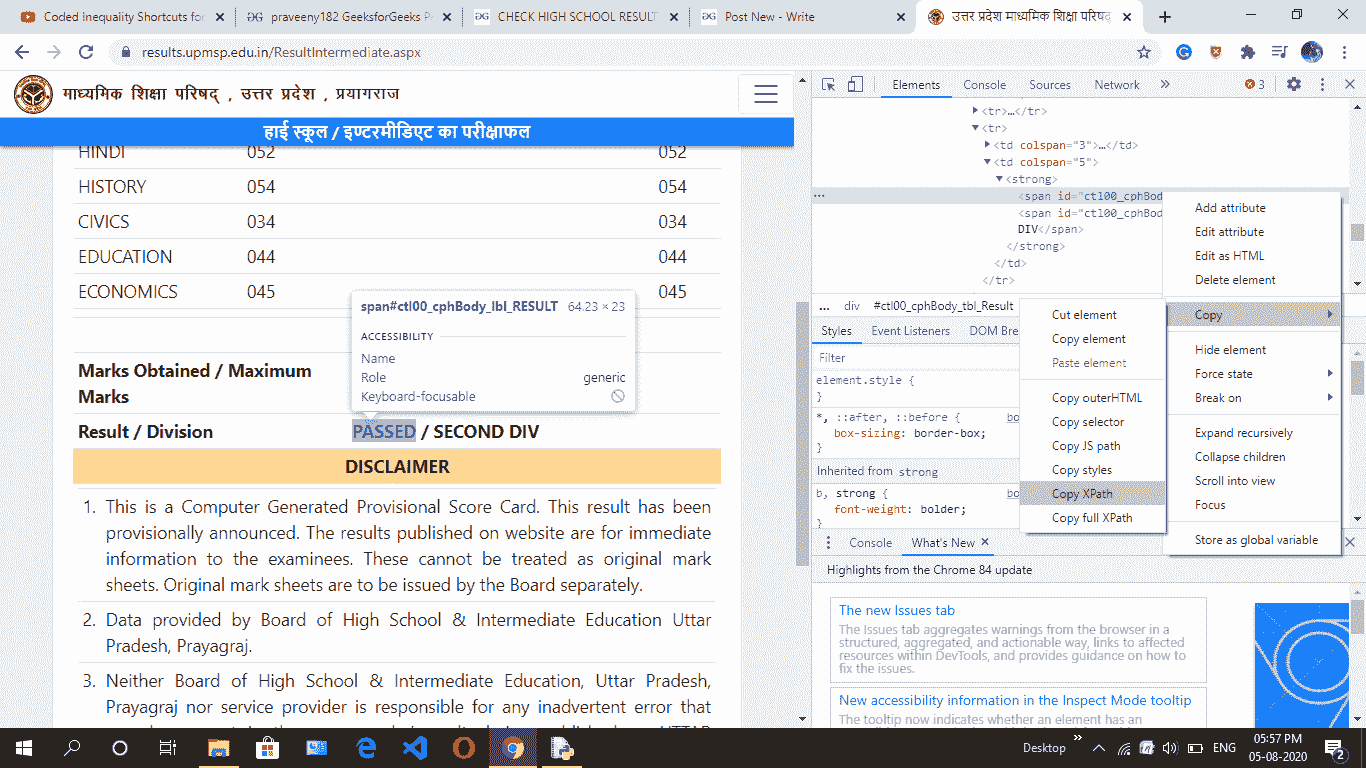 Coded Inequality Shortcuts for
praveeny182 GeeksforGeeks P
CHECK HIGH SCHOOL RESULT
Post New - Write
उत्तर प्रदेश माध्यमिक शिक्षा परिषद
results.upmsp.edu.in/ResultIntermediate.aspx
माध्यमिक शिक्षा परिषद् , उत्तर प्रदेश , प्रयागराज
हाई स्कूल / इण्टरमीडिएट का परीक्षाफल
HINDI 052 052
HISTORY 054 054
CIVICS 034 034
EDUCATION 044 044
ECONOMICS 045 045
span#ctl00_cphBody_lbl_RESULT 64.23 × 23
ACCESSIBILITY
Name
Role generic
Keyboard-focusable
Marks Obtained / Maximum
Marks
Result / Division PASSED / SECOND DIV
DISCLAIMER
1. This is a Computer Generated Provisional Score Card. This result has been
provisionally announced. The results published on website are for immediate
information to the examinees. These cannot be treated as original mark
sheets. Original mark sheets are to be issued by the Board separately.
2. Data provided by Board of High School & Intermediate Education Uttar
Pradesh, Prayagraj.
3. Neither Board of High School & Intermediate Education, Uttar Pradesh,
Prayagraj nor service provider is responsible for any inadvertent error that
Elements Console Sources Network » 3
<tr>…</tr>
<tr>
<td colspan="3">…</td>
<td colspan="5">
<strong>
<span id="ctl00_cphBod
<span id="ctl00_cphBod
DIV</span>
</strong>
</td>
</tr>
... div #ctl00_cphBody_tbl_Result
Styles Event Listeners DOM Bre
Filter
element.style {
}
*, ::after, ::before { bo
box-sizing: border-box;
}
Inherited from strong
b, strong { bo
font-weight: bolder;
}
Add attribute
Edit attribute
Edit as HTML
Delete element
Copy
Hide element
Force state
Break on
Expand recursively
Collapse children
Scroll into view
Focus
Store as global variable
Cut element
Copy element
Paste element
Copy outerHTML
Copy selector
Copy JS path
Copy styles
Copy XPath
Copy full XPath
Console What's New
Highlights from the Chrome 84 update
The new Issues tab
The Issues tab aggregates warnings from the browser in a
structured, aggregated, and actionable way, links to affected
resources within DevTools, and provides guidance on how to
fix the issues.
New accessibility information in the Inspect Mode tooltip
The tooltip now indicates whether an element has an
Desktop » ENG 05:57 PM
05-08-2020 2